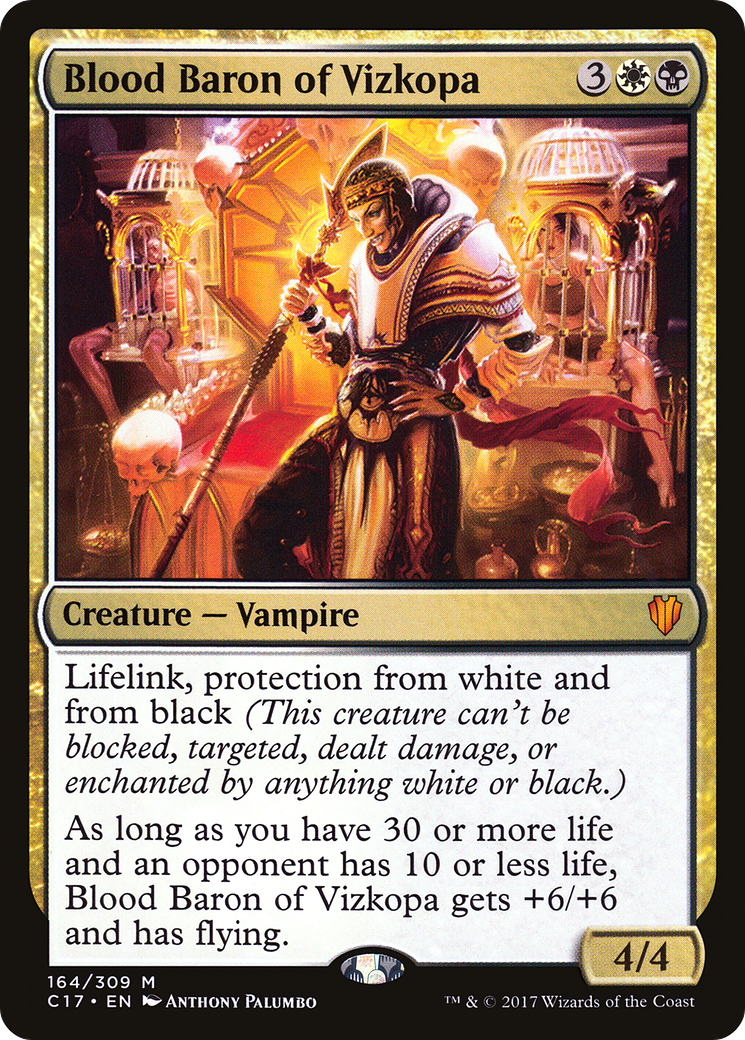 Blood Baron of Vizkopa 3
Creature — Vampire
Lifelink, protection from white and
from black (This creature can't be
blocked, targeted, dealt damage, or
enchanted by anything white or black.)
As long as you have 30 or more life
and an opponent has 10 or less life,
Blood Baron of Vizkopa gets +6/+6
and has flying.
4/4
164/309 M
C17 • EN Anthony Palumbo
™ & © 2017 Wizards of the Coast